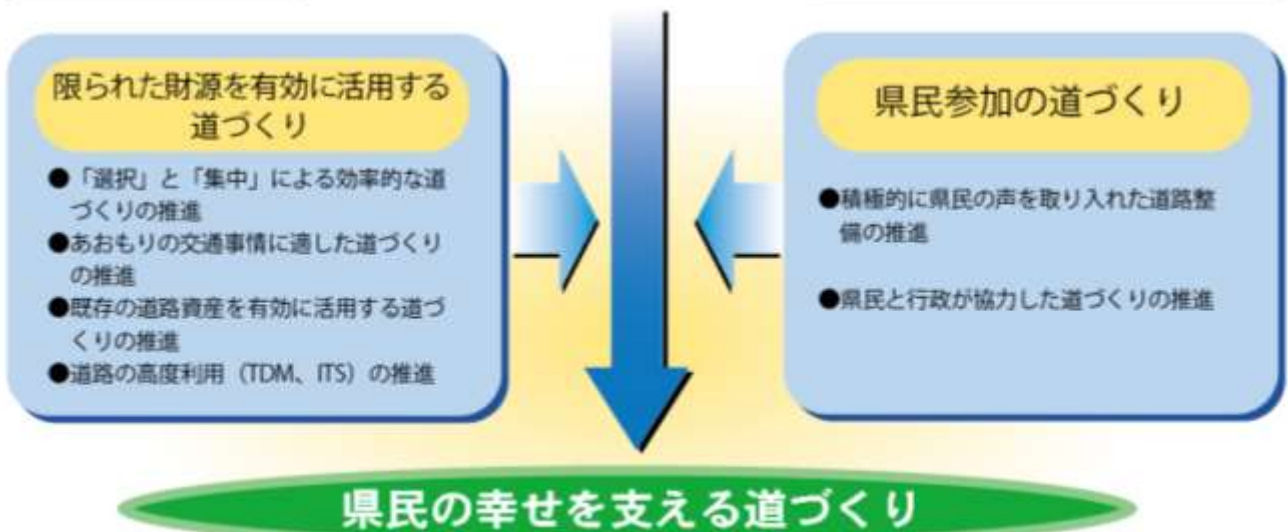 限られた財源を有効に活用する
道づくり
●「選択」と「集中」による効率的な道
づくりの推進
●あおもりの交通事情に適した道づくり
の推進
●既存の道路資産を有効に活用する道づ
くりの推進
●道路の高度利用（TDM、ITS）の推進
県民参加の道づくり
●積極的に県民の声を取り入れた道路整
備の推進
●県民と行政が協力した道づくりの推進
県民の幸せを支える道づくり